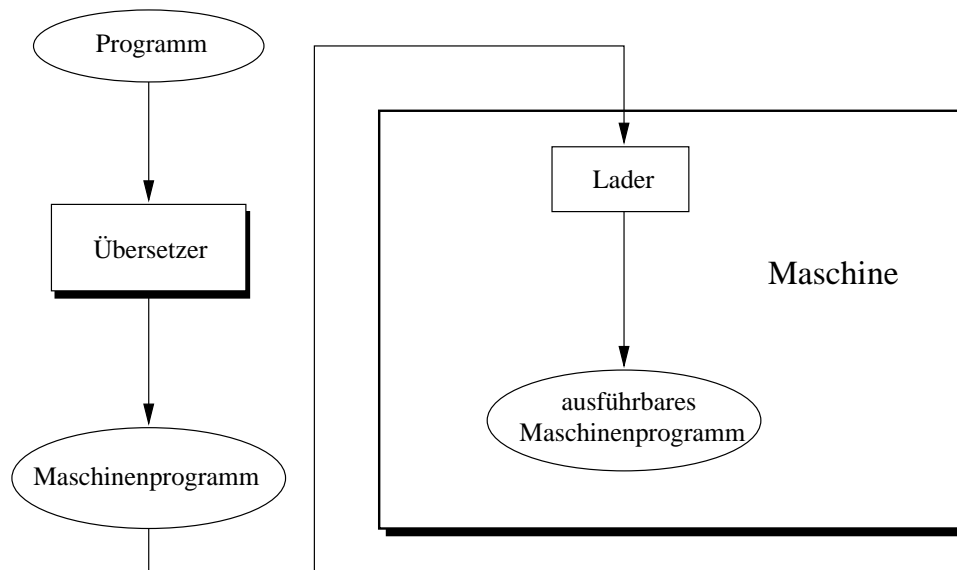 Programm
Übersetzer
Maschinenprogramm
Lader
Maschine
ausführbares
Maschinenprogramm